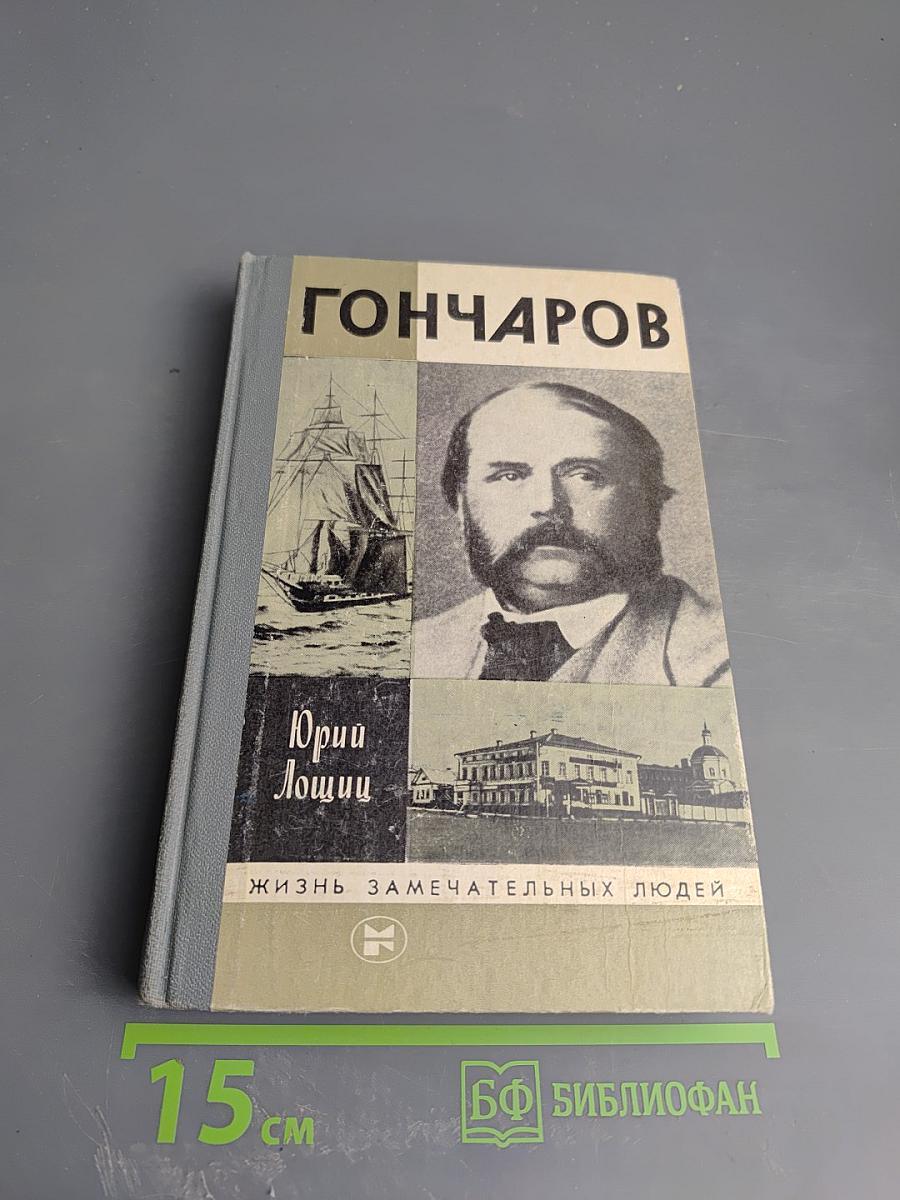 ГОНЧАРОВ
Юрий
Лощиц
ЖИЗНЬ ЗАМЕЧАТЕЛЬНЫХ ЛЮДЕЙ
15 см
БФ БИБЛИОФАН